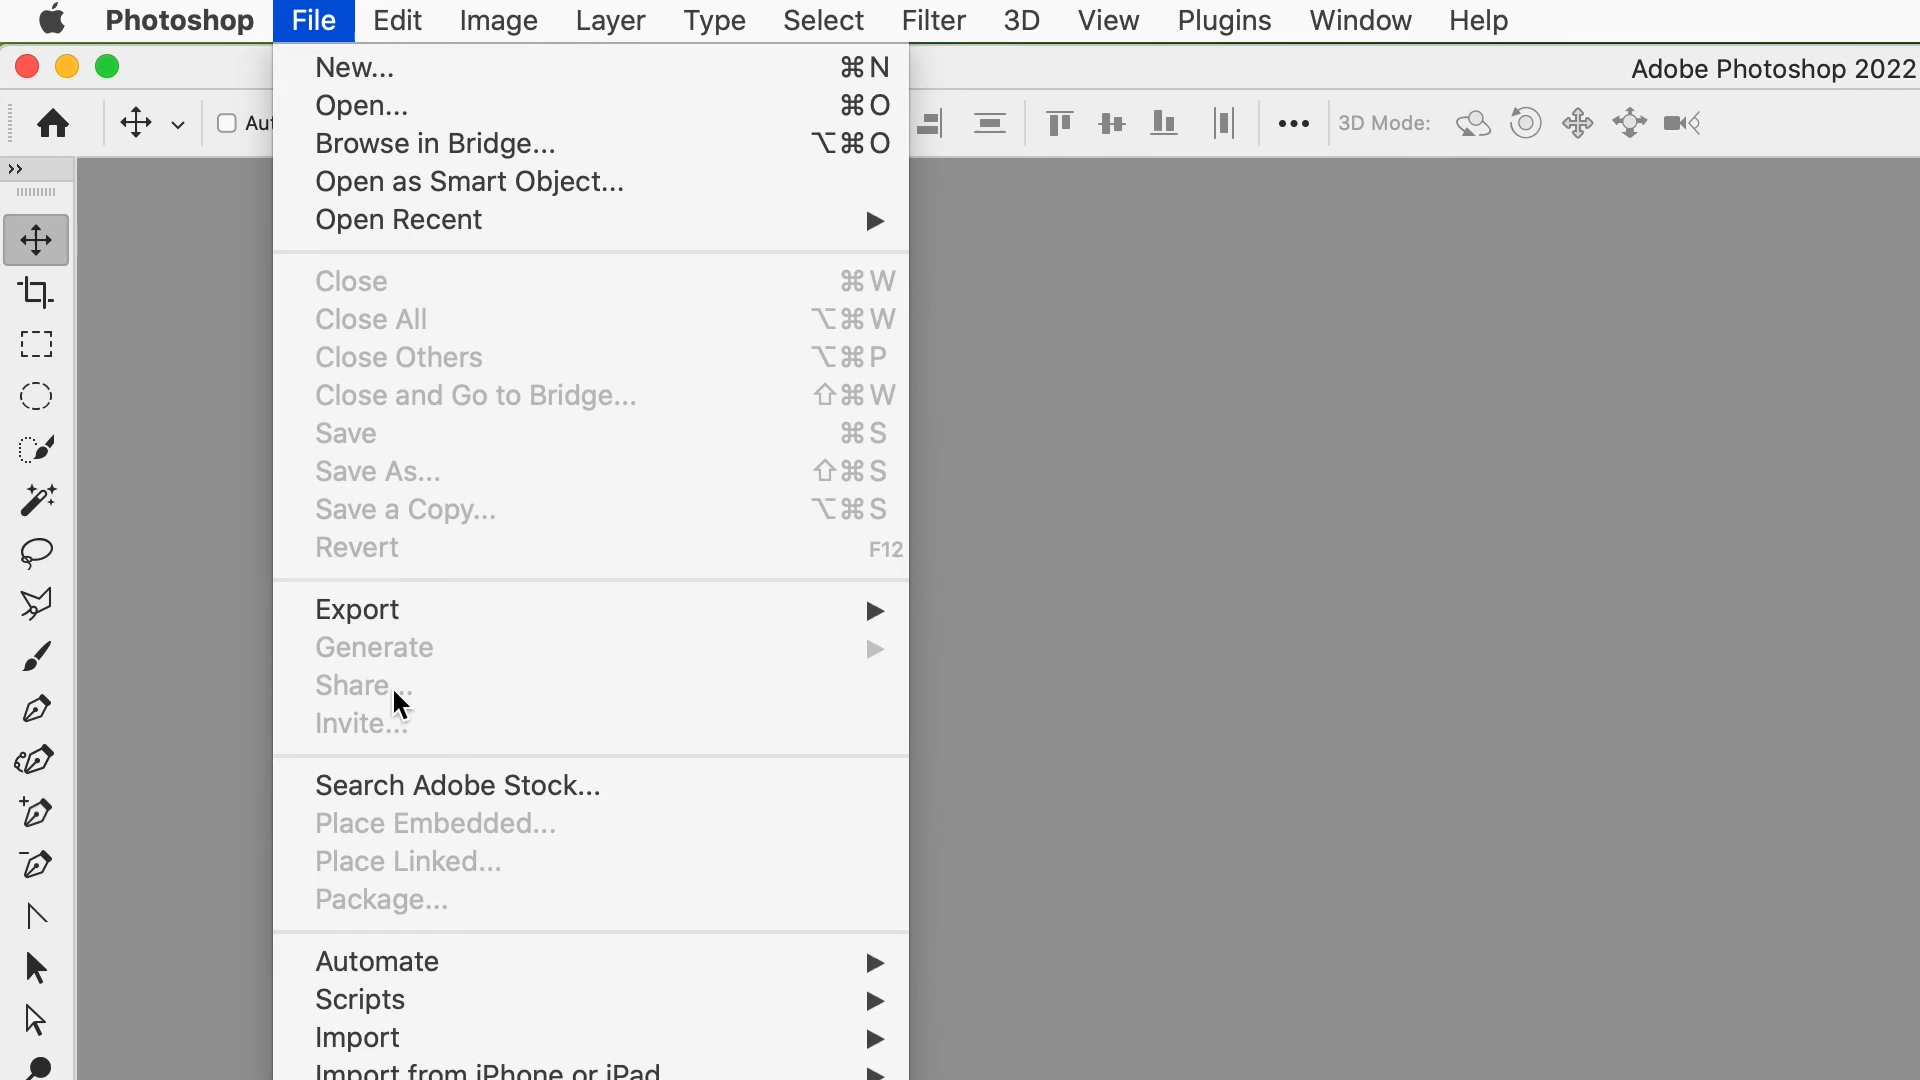 Photoshop File Edit Image Layer Type Select Filter 3D View Plugins Window Help
Adobe Photoshop 2022
3D Mode:
New... ⌘N
Open... ⌘O
Browse in Bridge... ⌥⌘O
Open as Smart Object...
Open Recent ▶
Close ⌘W
Close All ⌥⌘W
Close Others ⌥⌘P
Close and Go to Bridge... ⇧⌘W
Save ⌘S
Save As... ⇧⌘S
Save a Copy... ⌥⌘S
Revert F12
Export ▶
Generate ▶
Share...
Invite...
Search Adobe Stock...
Place Embedded...
Place Linked...
Package...
Automate ▶
Scripts ▶
Import ▶
Import from iPhone or iPad ▶